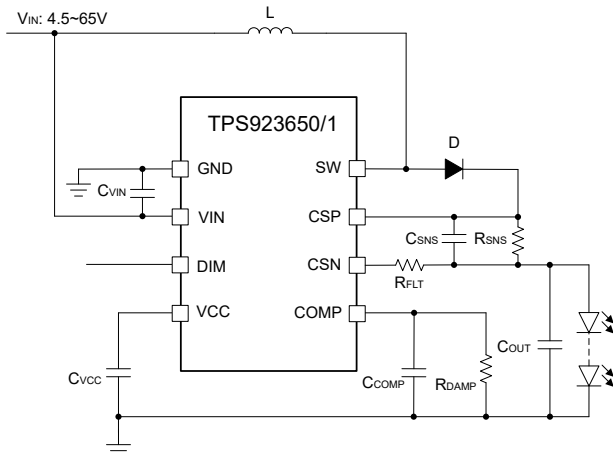 VIN: 4.5~65V
L
TPS923650/1
D
GND
SW
CVIN
VIN
CSP
CSNS
RSNS
DIM
CSN
RFLT
VCC
COMP
COUT
CVCC
CCOMP
RDAMP